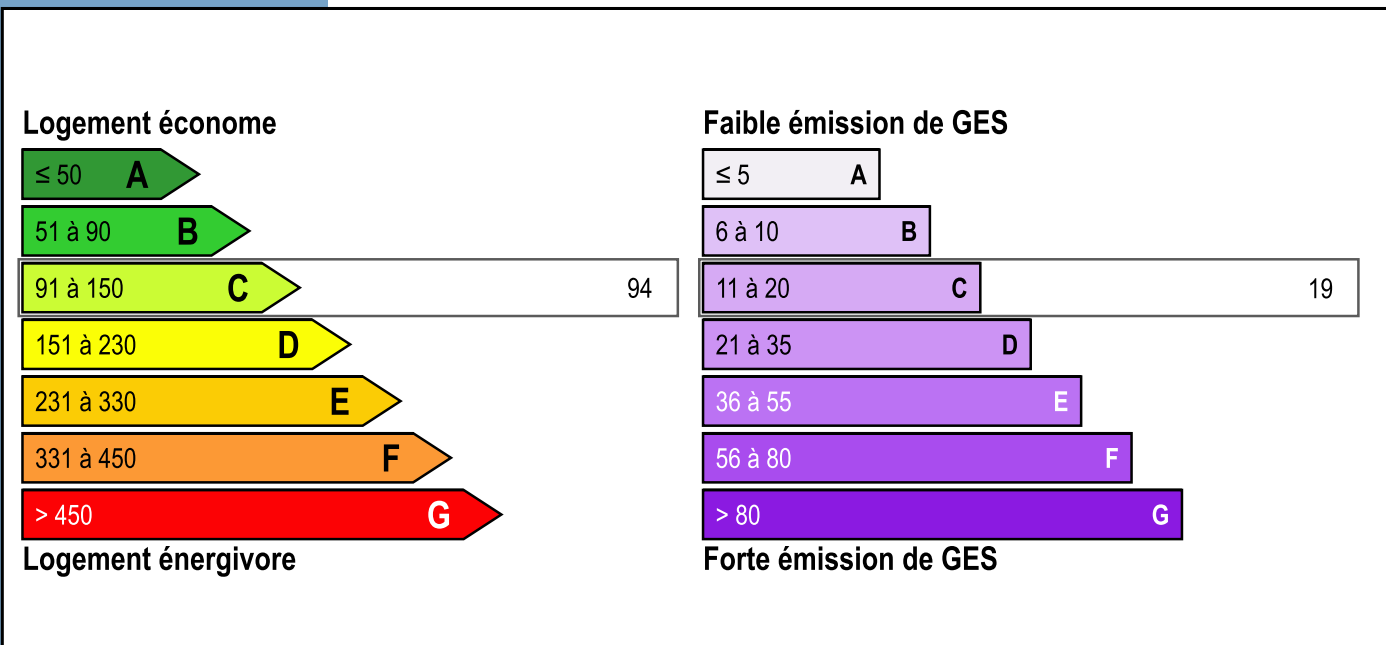 Logement économe
≤ 50 A
51 à 90 B
91 à 150 C 94
151 à 230 D
231 à 330 E
331 à 450 F
> 450 G
Logement énergivore
Faible émission de GES
≤ 5 A
6 à 10 B
11 à 20 C 19
21 à 35 D
36 à 55 E
56 à 80 F
> 80 G
Forte émission de GES